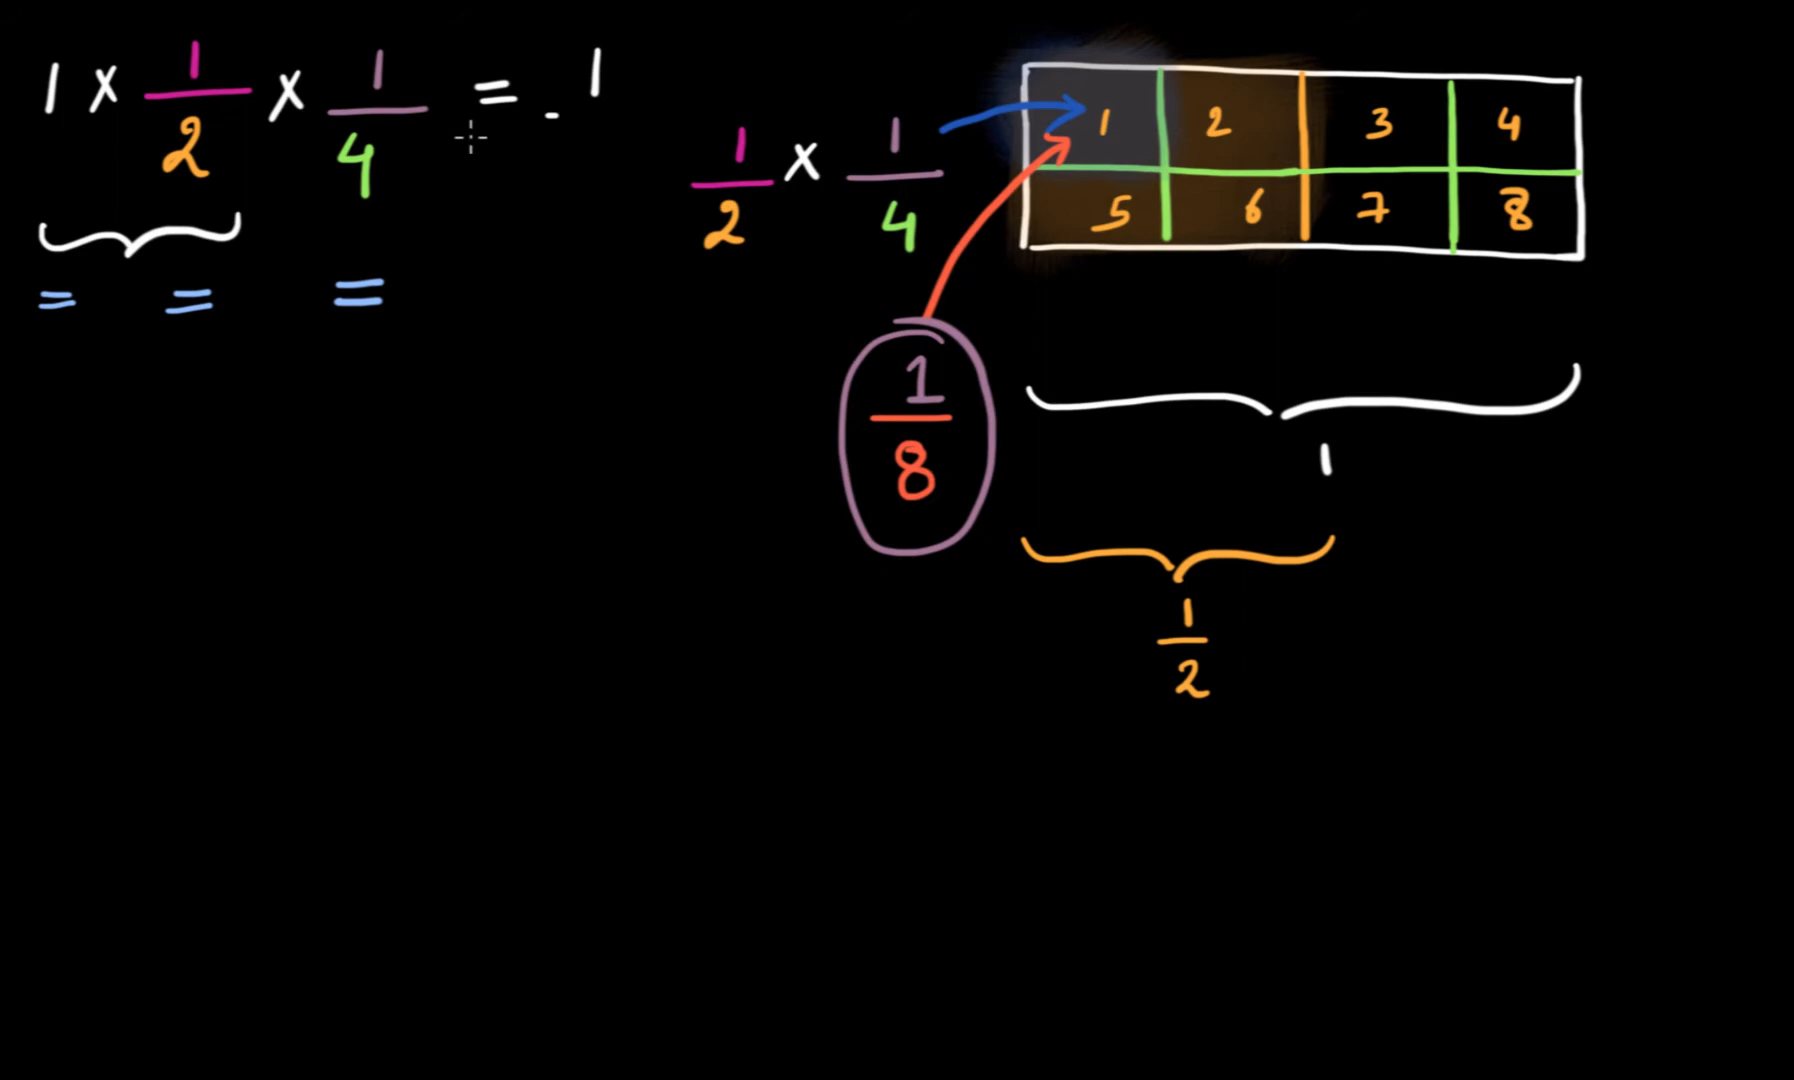 1 × 1/2 × 1/4 = - 1
1/2 × 1/4
1 2 3 4
5 6 7 8
= = =
1/8
1
1/2